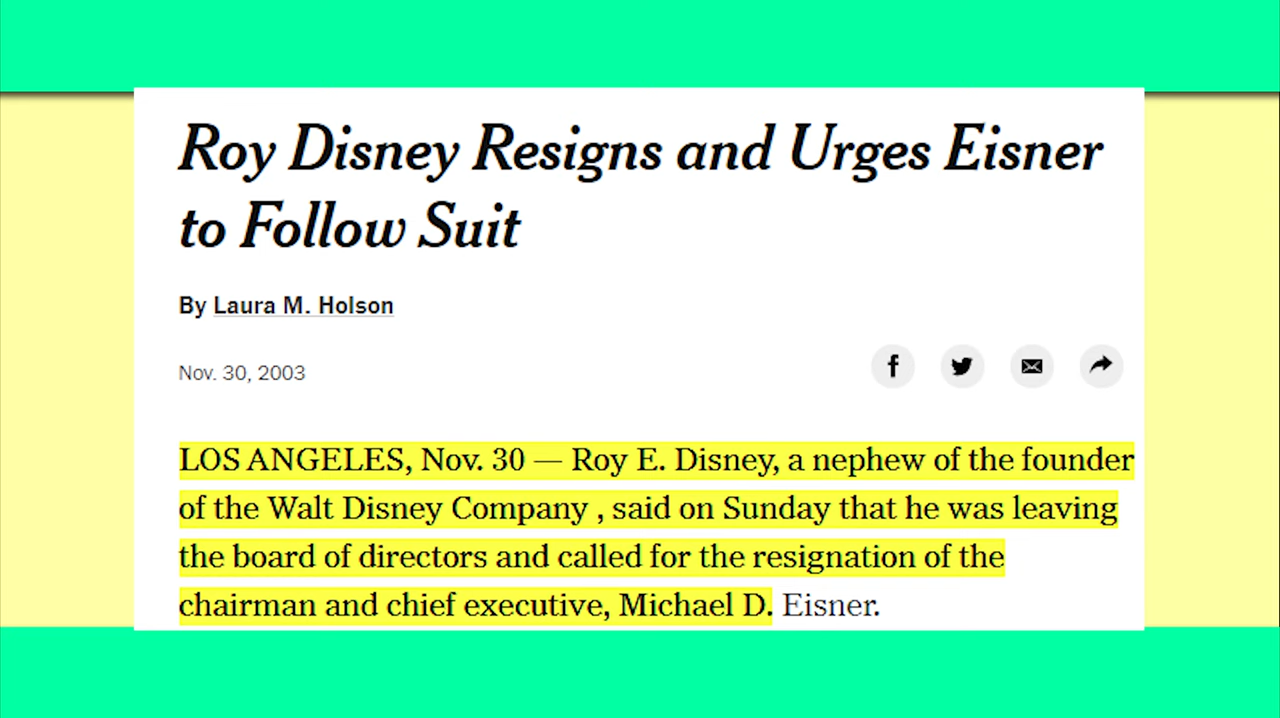 Roy Disney Resigns and Urges Eisner
to Follow Suit
By Laura M. Holson
Nov. 30, 2003
LOS ANGELES, Nov. 30 — Roy E. Disney, a nephew of the founder
of the Walt Disney Company , said on Sunday that he was leaving
the board of directors and called for the resignation of the
chairman and chief executive, Michael D. Eisner.